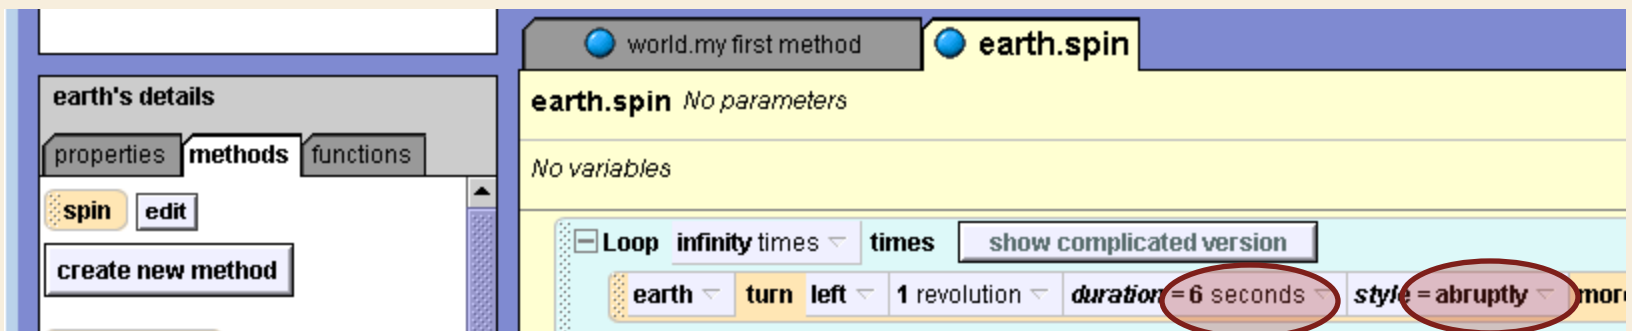 world.my first method
earth.spin
earth's details
properties methods functions
spin edit
create new method
earth.spin No parameters
No variables
Loop infinity times times show complicated version
earth turn left 1 revolution duration = 6 seconds style = abruptly